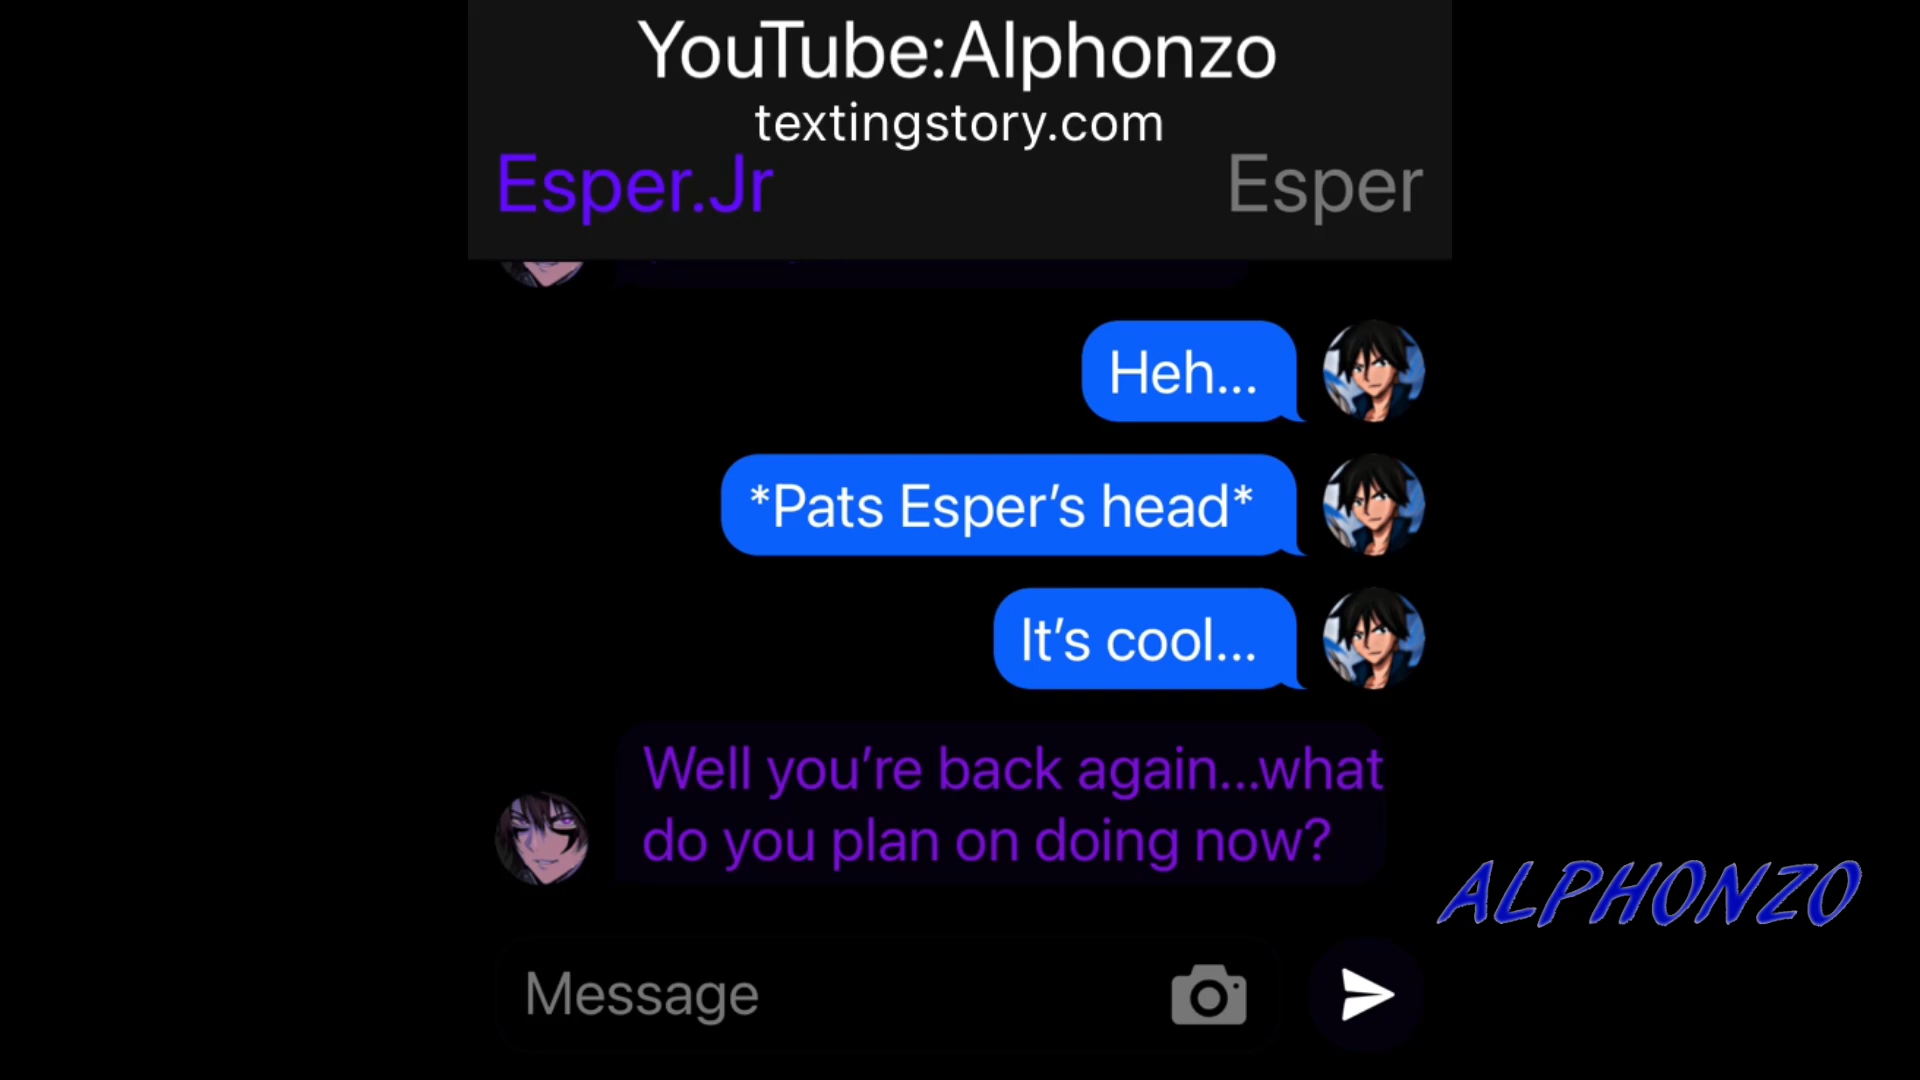 YouTube:Alphonzo
textingstory.com
Esper.Jr
Esper
Heh...
*Pats Esper’s head*
It’s cool...
Well you’re back again...what
do you plan on doing now?
ALPHONZO
Message